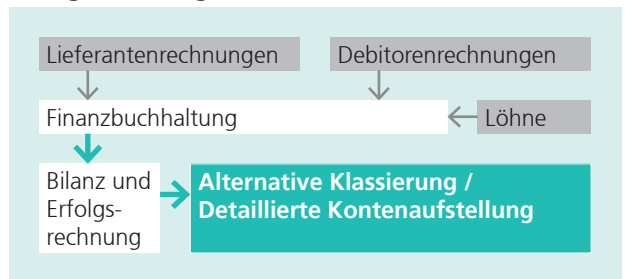 Lieferantenrechnungen
Debitorenrechnungen
Finanzbuchhaltung
Löhne
Bilanz und
Erfolgs-
rechnung
Alternative Klassierung /
Detaillierte Kontenaufstellung